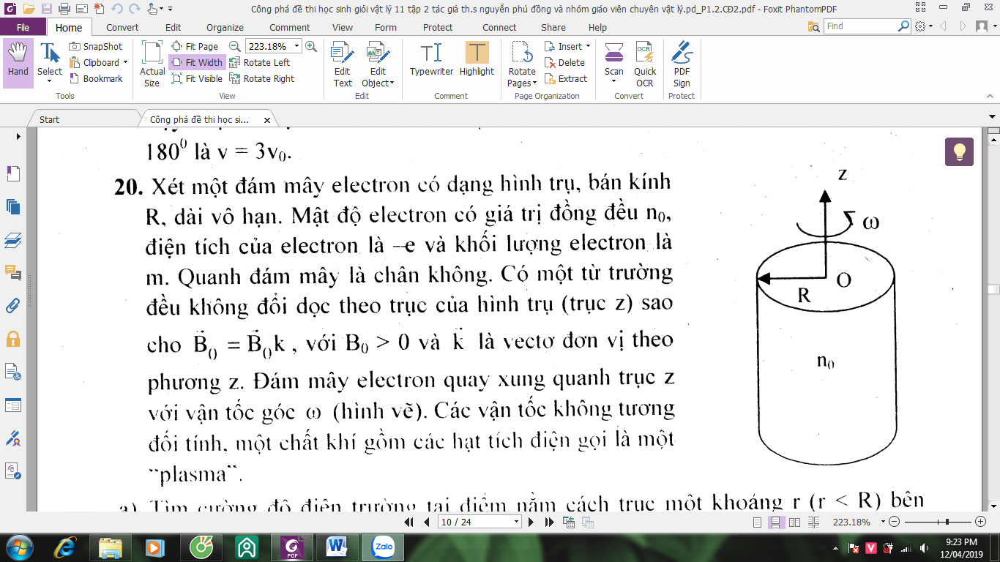 Công phá đề thi học sinh giỏi vật lý 11 tập 2 tác giả th.s nguyễn phú đồng và nhóm giáo viên chuyên vật lý.pd_P1.2.CĐ2.pdf - Foxit PhantomPDF
File Home Convert Edit Organize Comment View Form Protect Connect Share Help Find
Hand
Select
SnapShot
Clipboard
Bookmark
Tools
Actual Size
Fit Page
Fit Width
Fit Visible
223.18%
Rotate Left
Rotate Right
View
Edit Text
Edit Object
Edit
Typewriter
Highlight
Comment
Rotate Pages
Insert
Delete
Extract
Page Organization
Scan
Quick OCR
Convert
PDF Sign
Protect
Start
Công phá đề thi học si...
180⁰ là v = 3v₀.
20. Xét một đám mây electron có dạng hình trụ, bán kính
R, dài vô hạn. Mật độ electron có giá trị đồng đều n₀,
điện tích của electron là –e và khối lượng electron là
m. Quanh đám mây là chân không. Có một từ trường
đều không đổi dọc theo trục của hình trụ (trục z) sao
cho B⃗₀ = B⃗₀k , với B₀ > 0 và k⃗ là vectơ đơn vị theo
phương z. Đám mây electron quay xung quanh trục z
với vận tốc góc ω (hình vẽ). Các vận tốc không tương
đối tính, một chất khí gồm các hạt tích điện gọi là một
“plasma”.
a) Tìm cường độ điện trường tại điểm nằm cách trục một khoảng r (r < R) bên
z
ω
R
O
n₀
10 / 24
223.18%
PDF
W
Zalo
V
9:23 PM
12/04/2019